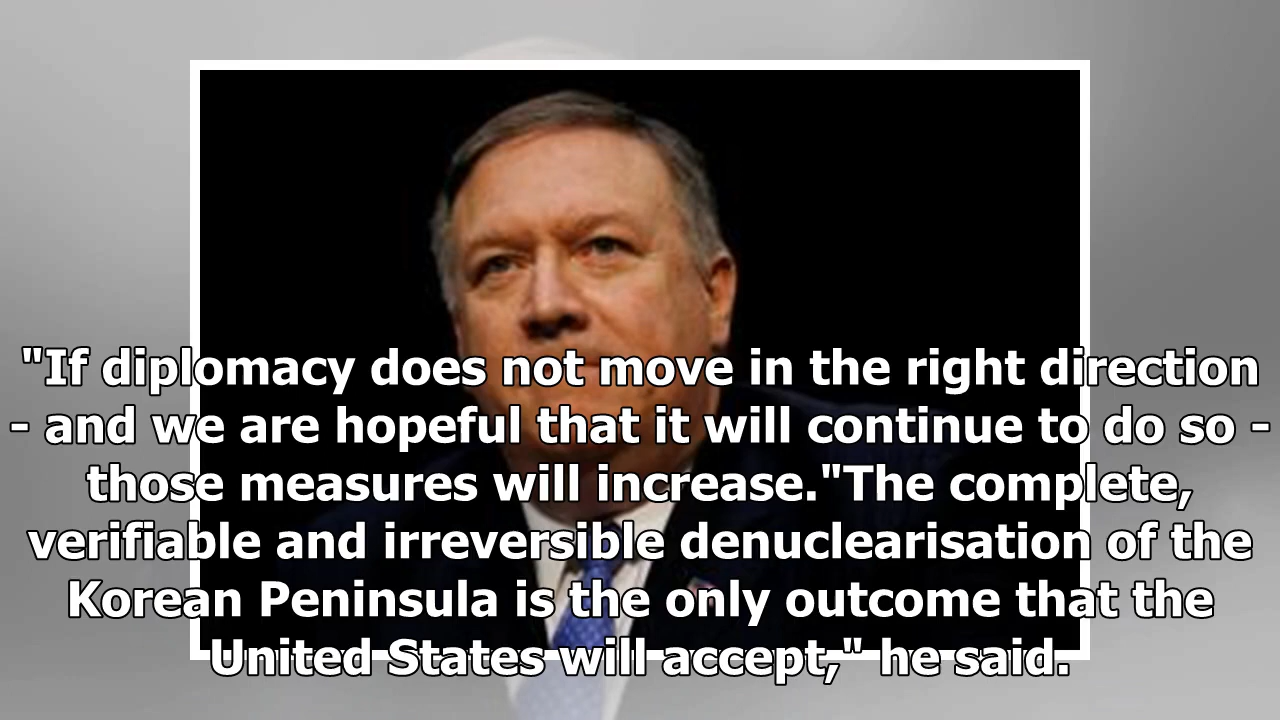 "If diplomacy does not move in the right direction
- and we are hopeful that it will continue to do so -
those measures will increase."The complete,
verifiable and irreversible denuclearisation of the
Korean Peninsula is the only outcome that the
United States will accept," he said.